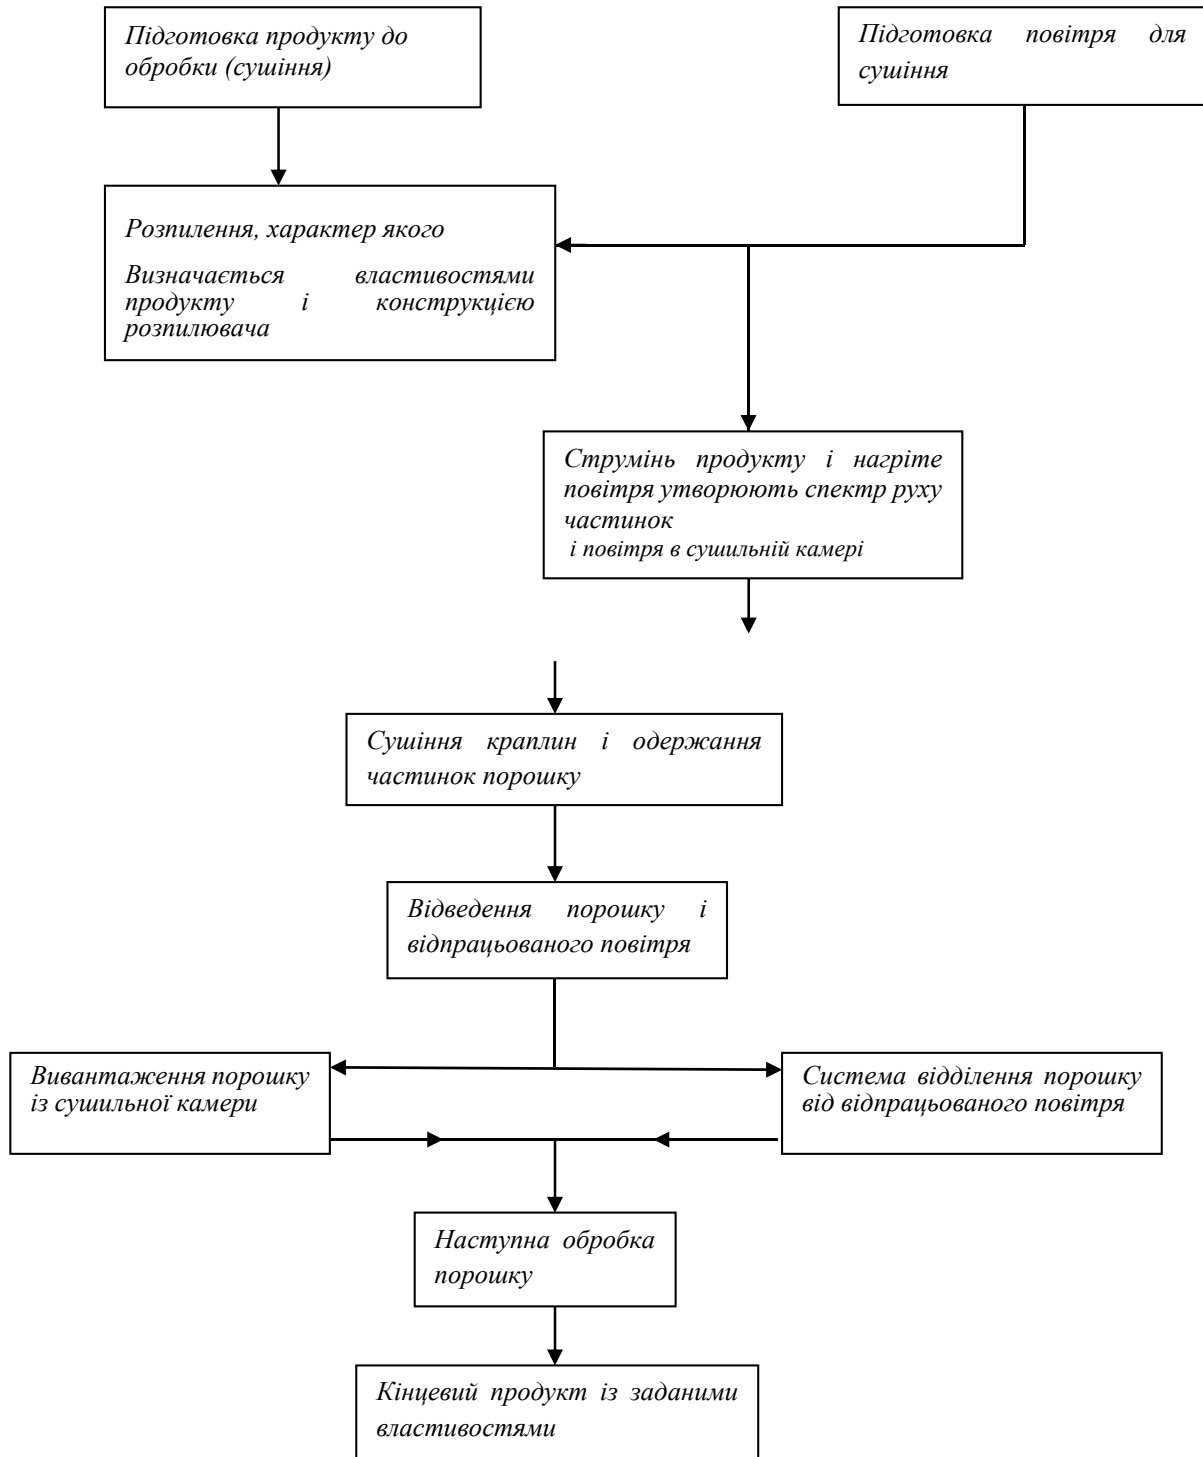 Підготовка продукту до
обробки (сушіння)
Підготовка повітря для
сушіння
Розпилення, характер якого
Визначається властивостями
продукту і конструкцією
розпилювача
Струмінь продукту і нагріте
повітря утворюють спектр руху
частинок
і повітря в сушильній камері
Сушіння краплин і одержання
частинок порошку
Відведення порошку і
відпрацьованого повітря
Вивантаження порошку
із сушильної камери
Система відділення порошку
від відпрацьованого повітря
Наступна обробка
порошку
Кінцевий продукт із заданими
властивостями